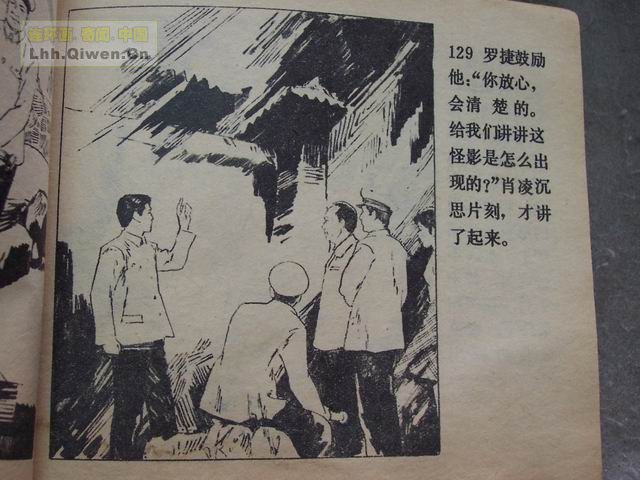 连环画.奇闻.中国
Lhh.Qiwen.Cn
129 罗捷鼓励
他：“你放心，
会清楚的。
给我们讲讲这
怪影是怎么出
现的？”肖凌沉
思片刻，才讲
了起来。